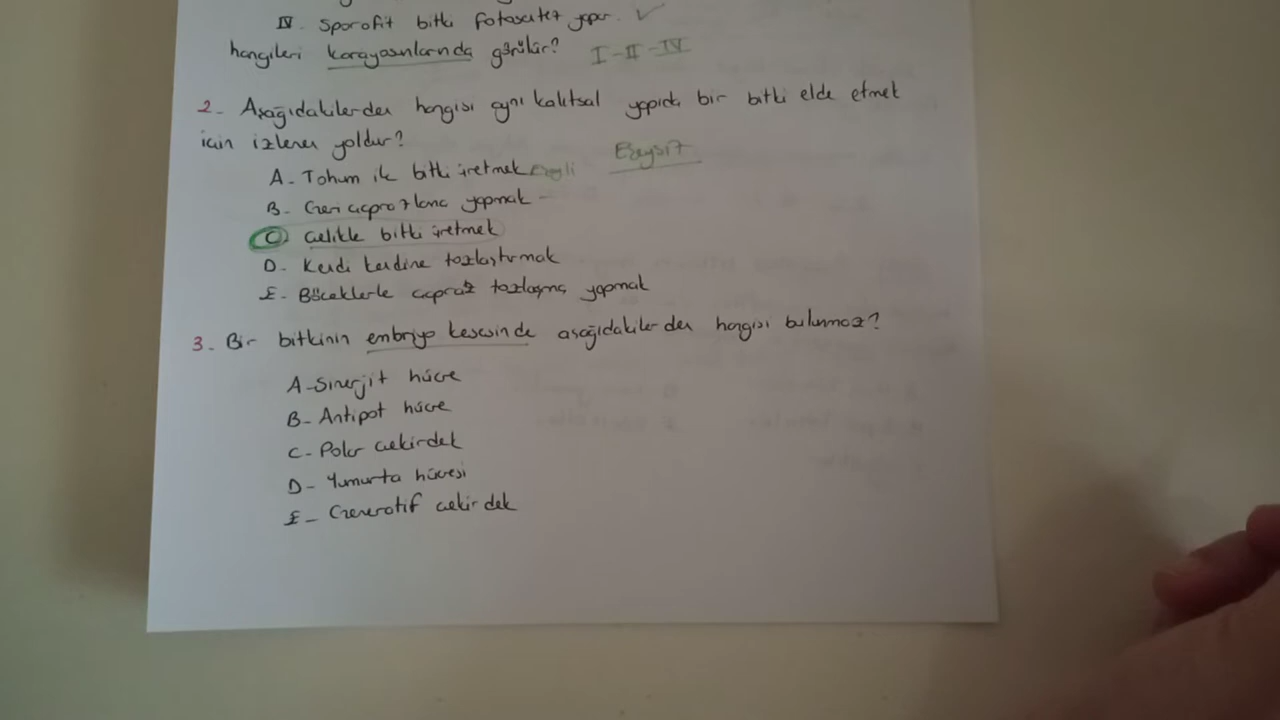 IV. Sporofit bitki fotosentez yapar. ✓
hangileri karayosunlarında görülür? I-II-IV
2- Aşağıdakilerden hangisi aynı kalıtsal yapıda bir bitki elde etmek
için izlenen yoldur?
Eşeysiz
A- Tohum ile bitki üretmek Eşeyli
B- Geri çaprazlama yapmak -
C- Çelikle bitki üretmek
D- Kendi kendine tozlaştırmak
E- Böceklerle çapraz tozlaşma yapmak
3- Bir bitkinin embriyo kesesinde aşağıdakilerden hangisi bulunmaz?
A- Sinerjit hücre
B- Antipot hücre
C- Polar çekirdek
D- Yumurta hücresi
E- Generatif çekirdek